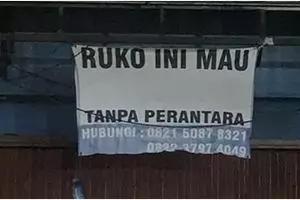 RUKO INI MAU
TANPA PERANTARA
HUBUNGI : 0821 5087 8321
0822 3797 4049